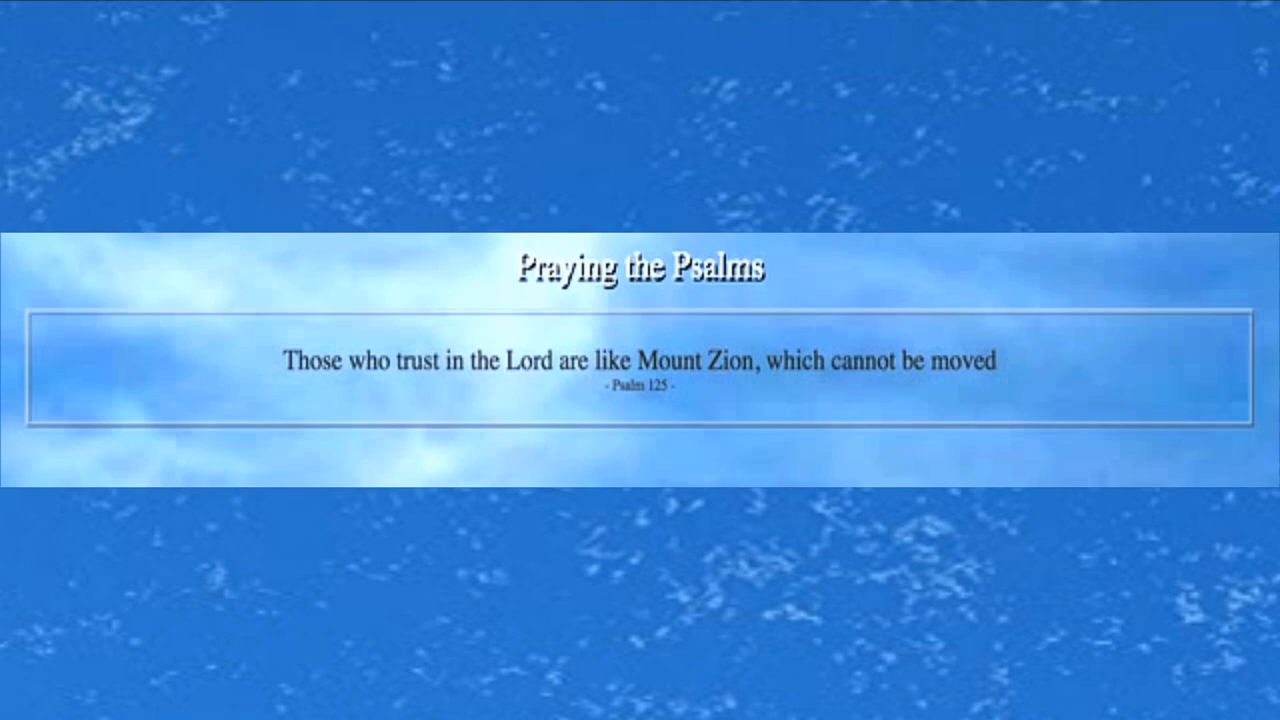 Praying the Psalms
Those who trust in the Lord are like Mount Zion, which cannot be moved
- Psalm 125 -